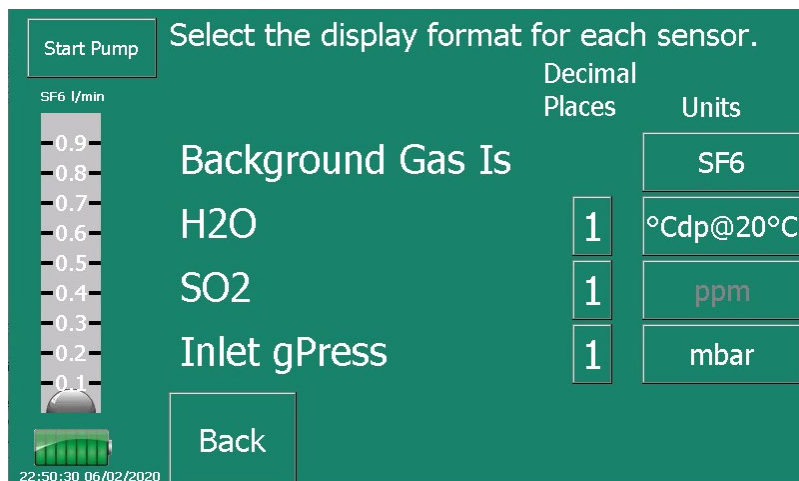 Start Pump
Select the display format for each sensor.
Decimal
Places
Units
SF6 l/min
0.9
0.8
0.7
0.6
0.5
0.4
0.3
0.2
0.1
Background Gas Is
SF6
H2O
1
°Cdp@20°C
SO2
1
ppm
Inlet gPress
1
mbar
Back
22:50:30 06/02/2020